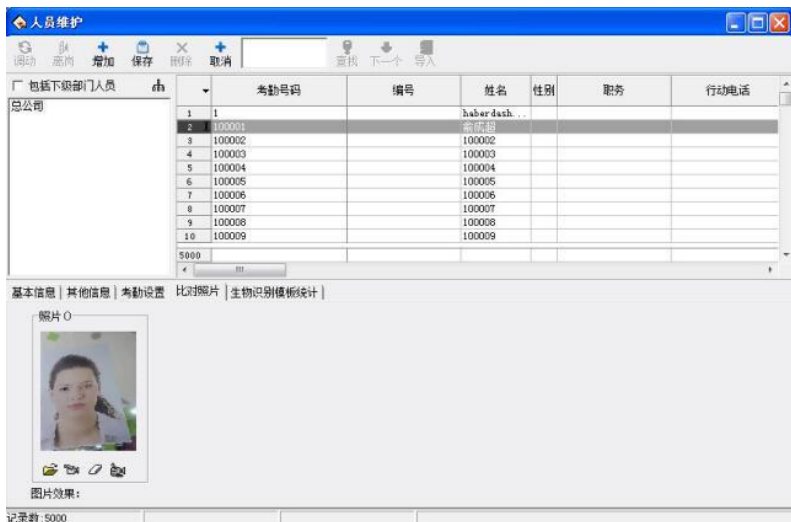 人员维护
调动 离岗 增加 保存 删除 取消 查找 下一个 导入
包括下级部门人员
总公司
考勤号码 编号 姓名 性别 职务 行动电话
1 1 haberdash...
2 100001 俞成超
3 100002 100002
4 100003 100003
5 100004 100004
6 100005 100005
7 100006 100006
8 100007 100007
9 100008 100008
10 100009 100009
5000
基本信息 | 其他信息 | 考勤设置 比对照片 | 生物识别模板统计 |
照片O
图片效果:
记录数:5000